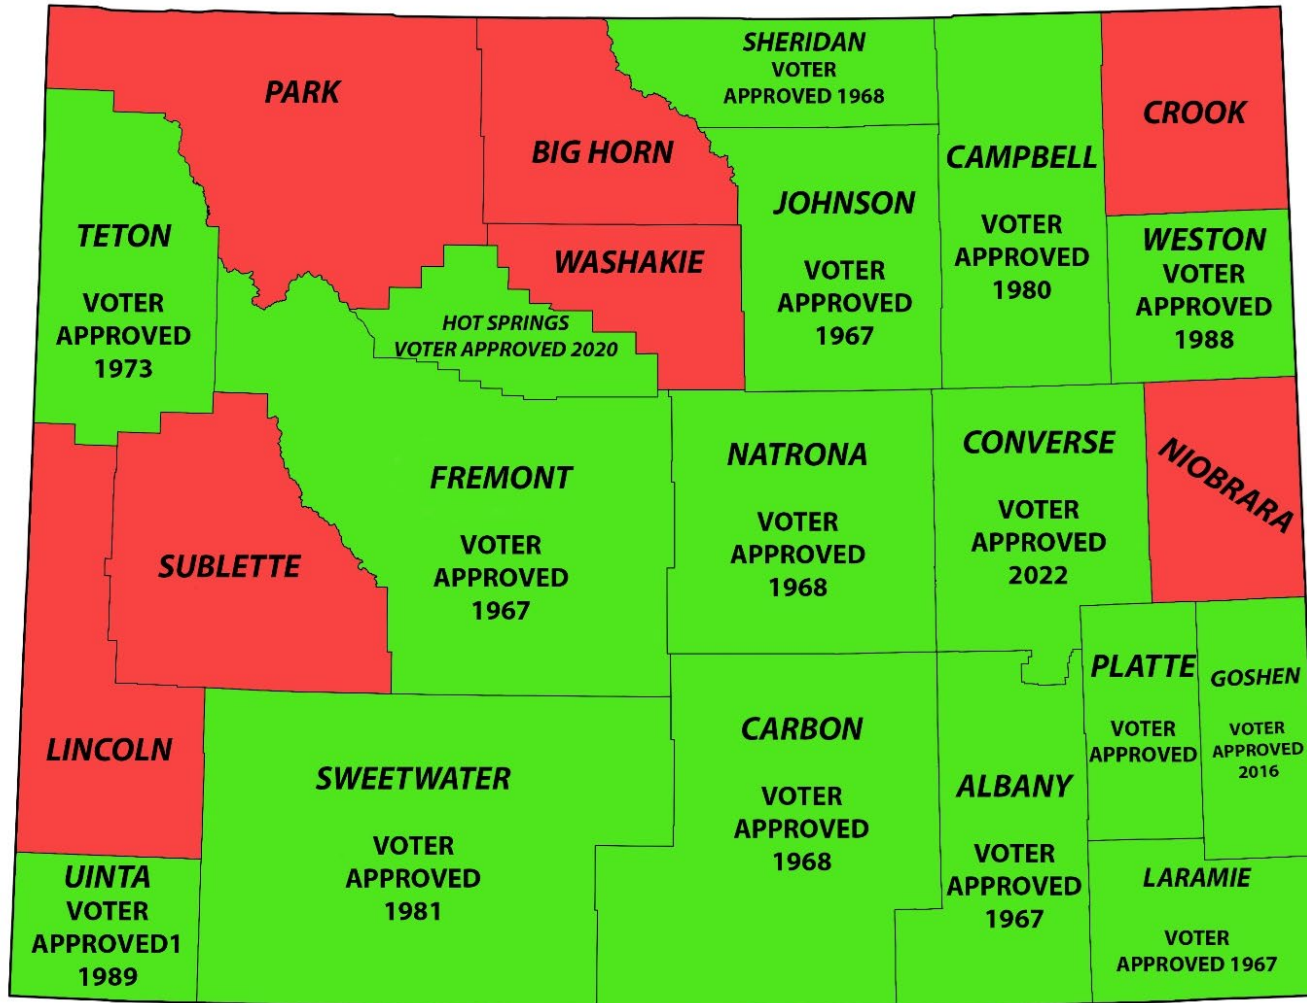 PARK
BIG HORN
SHERIDAN
VOTER
APPROVED 1968
CROOK
CAMPBELL
VOTER
APPROVED
1980
JOHNSON
VOTER
APPROVED
1967
TETON
VOTER
APPROVED
1973
WASHAKIE
WESTON
VOTER
APPROVED
1988
HOT SPRINGS
VOTER APPROVED 2020
FREMONT
VOTER
APPROVED
1967
NATRONA
VOTER
APPROVED
1968
CONVERSE
VOTER
APPROVED
2022
NIOBRARA
SUBLETTE
LINCOLN
SWEETWATER
VOTER
APPROVED
1981
CARBON
VOTER
APPROVED
1968
ALBANY
VOTER
APPROVED
1967
PLATTE
VOTER
APPROVED
GOSHEN
VOTER
APPROVED
2016
UINTA
VOTER
APPROVED1
1989
LARAMIE
VOTER
APPROVED 1967